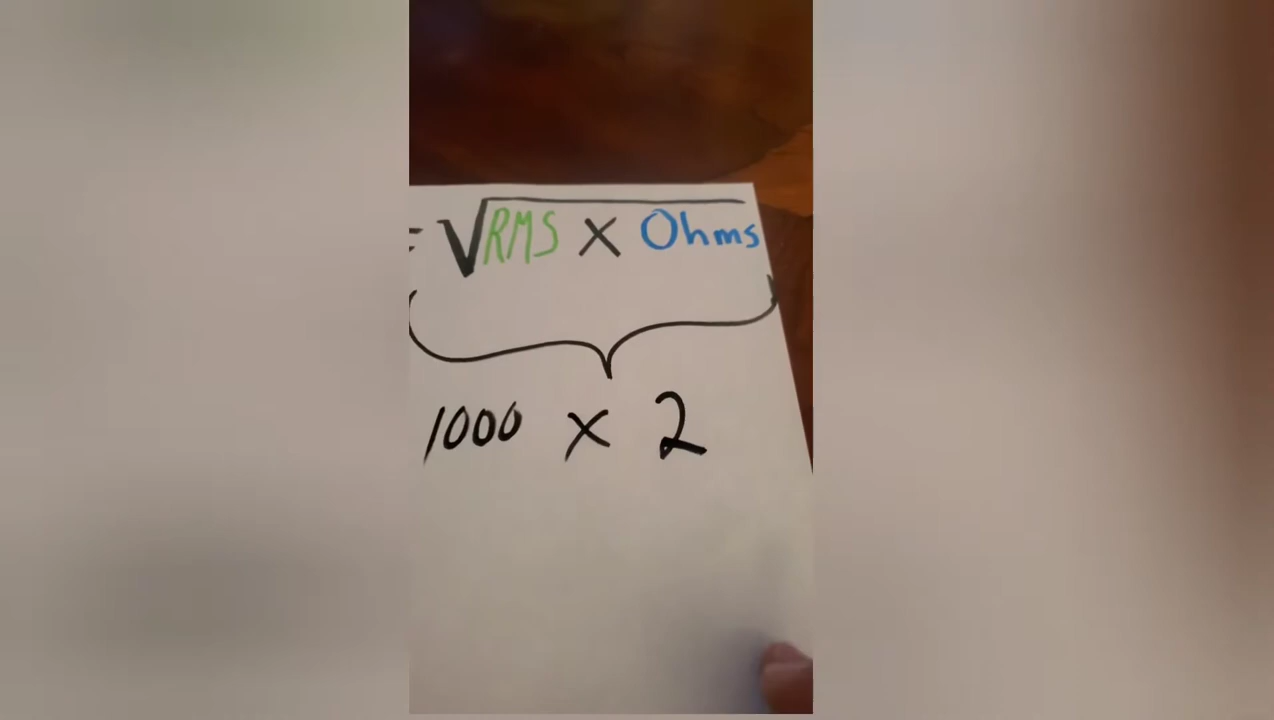 = √RMS X Ohms
1000 x 2